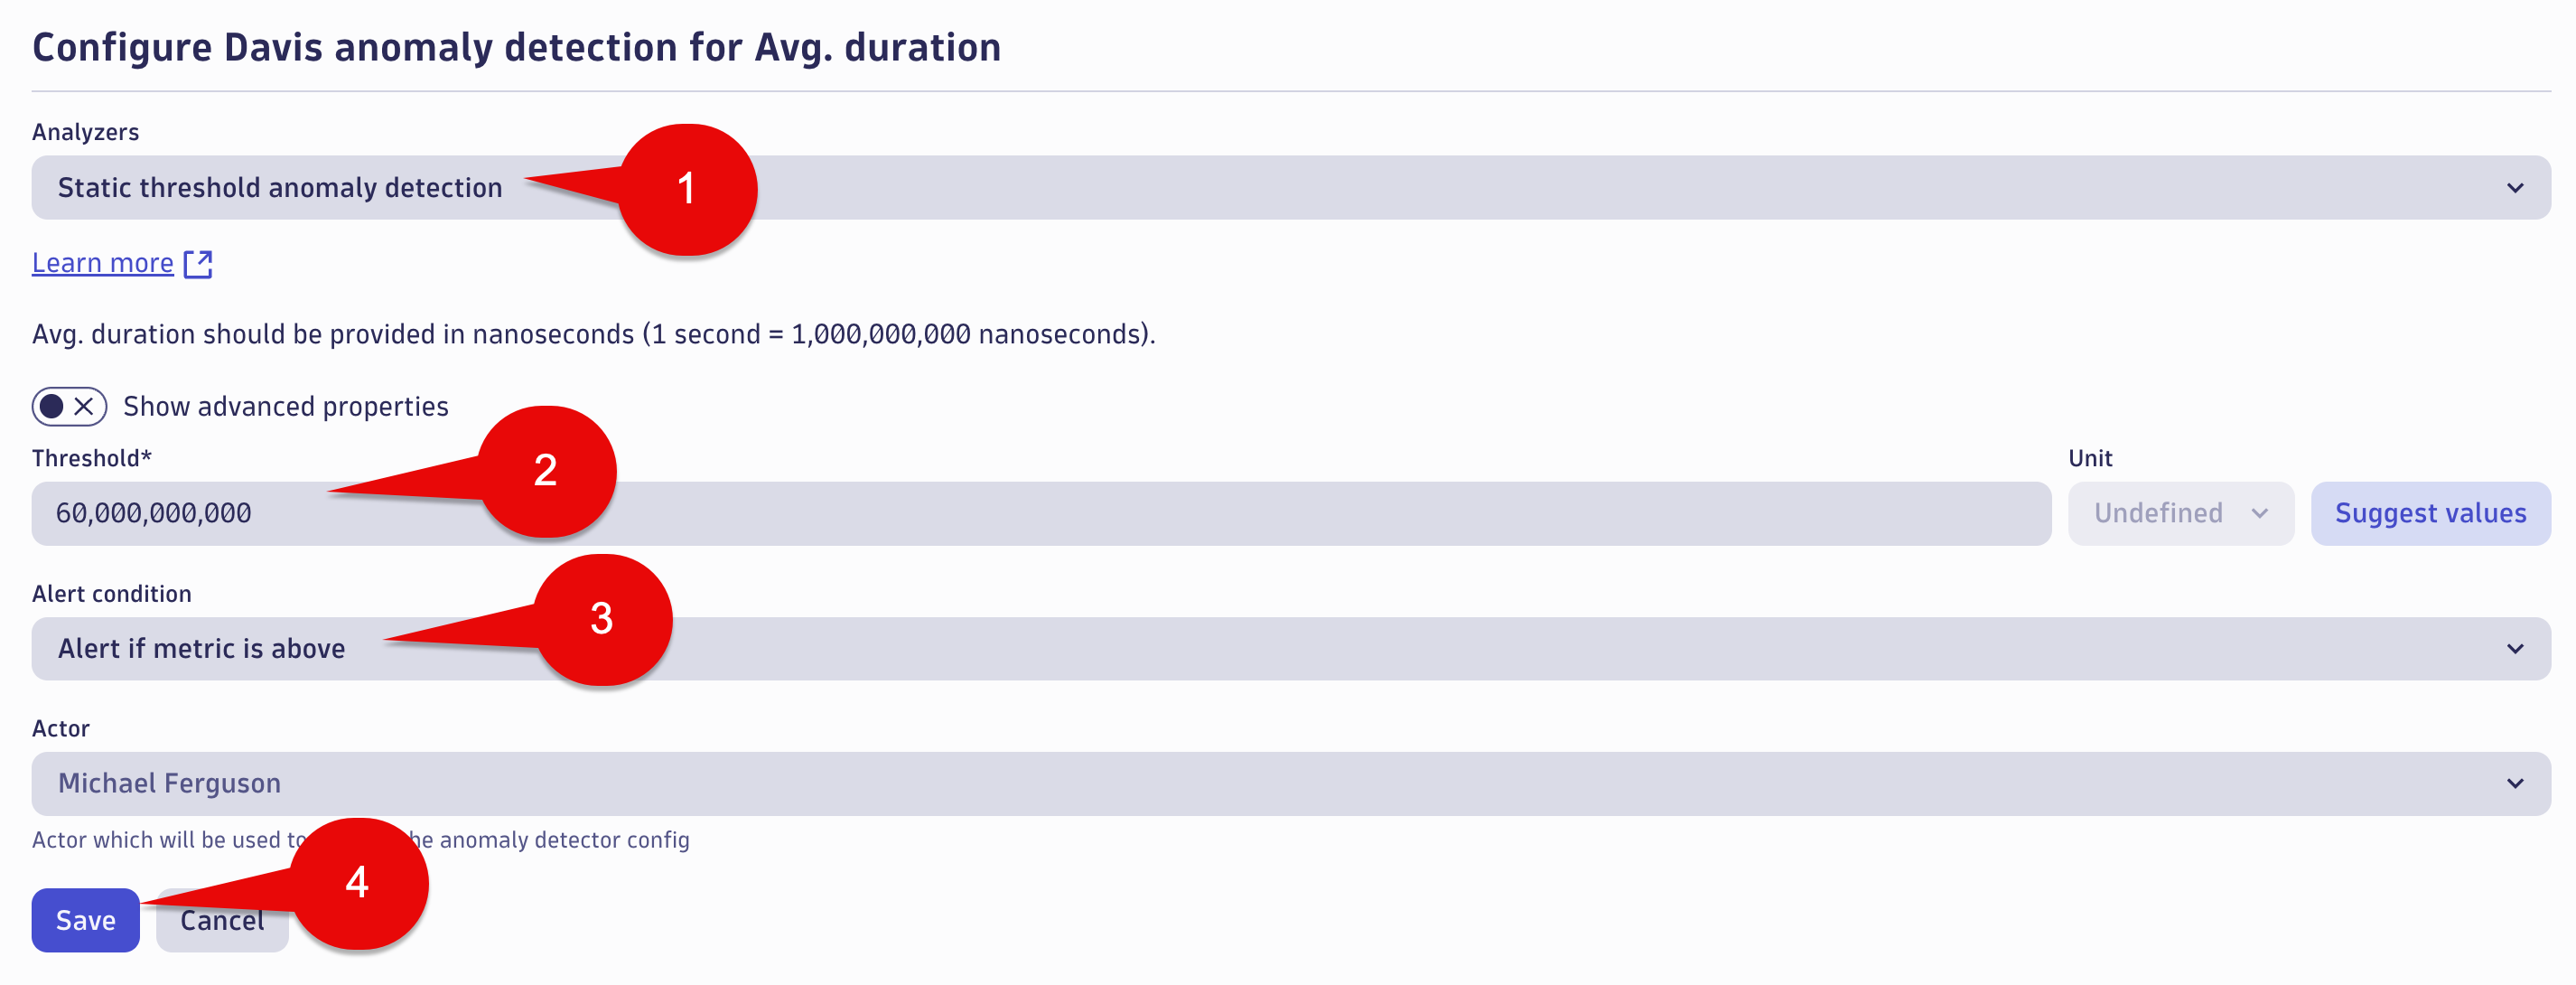 Configure Davis anomaly detection for Avg. duration
Analyzers
Static threshold anomaly detection
1
Learn more
Avg. duration should be provided in nanoseconds (1 second = 1,000,000,000 nanoseconds).
Show advanced properties
2
Threshold*
Unit
60,000,000,000
Undefined
Suggest values
3
Alert condition
Alert if metric is above
Actor
Michael Ferguson
Actor which will be used to he anomaly detector config
4
Save
Cancel